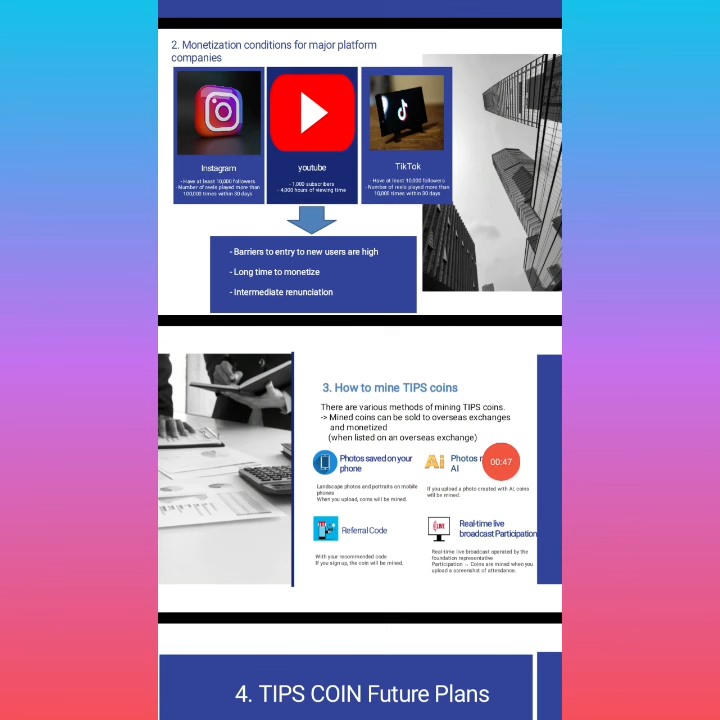 2. Monetization conditions for major platform
companies
Instagram
- Have at least 10,000 followers
- Number of reels played more than
100,000 times within 30 days
youtube
- 1,000 subscribers
- 4,000 hours of viewing time
TikTok
- Have at least 10,000 followers
- Number of reels played more than
10,000 times within 30 days
- Barriers to entry to new users are high
- Long time to monetize
- Intermediate renunciation
3. How to mine TIPS coins
There are various methods of mining TIPS coins.
-> Mined coins can be sold to overseas exchanges
and monetized
(when listed on an overseas exchange)
Photos saved on your
phone
Landscape photos and portraits on mobile
phones
When you upload, coins will be mined.
Ai
Photos
AI
00:47
If you upload a photo created with AI, coins
will be mined.
Referral Code
With your recommended code
If you sign up, the coin will be mined.
LIVE
Real-time live
broadcast Participation
Real-time live broadcast operated by the
foundation representative
Participation → Coins are mined when you
upload a screenshot of attendance.
4. TIPS COIN Future Plans